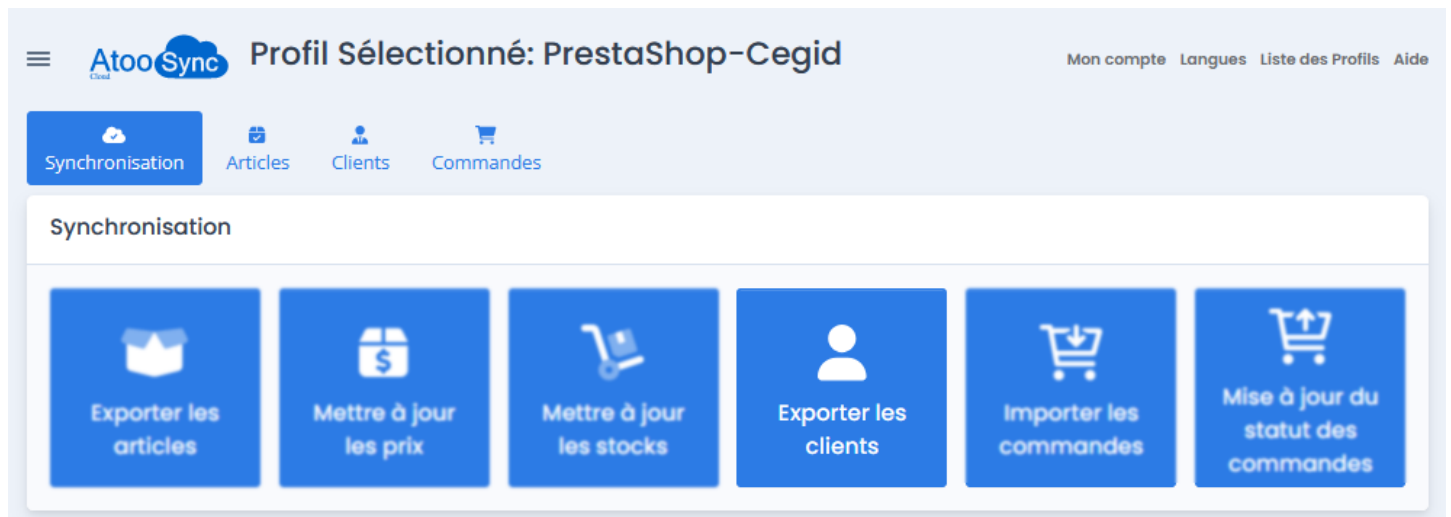 AtooSync
Cloud
Profil Sélectionné: PrestaShop-Cegid
Mon compte Langues Liste des Profils Aide
Synchronisation
Articles
Clients
Commandes
Synchronisation
Exporter les
articles
Mettre à jour
les prix
Mettre à jour
les stocks
Exporter les
clients
Importer les
commandes
Mise à jour du
statut des
commandes